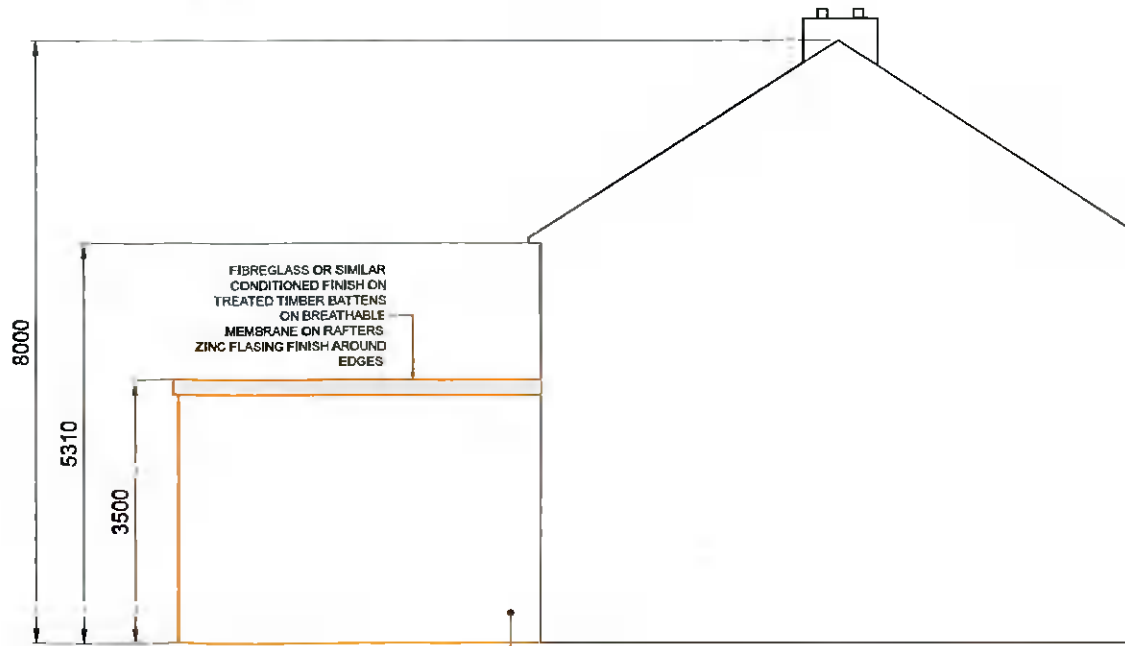 FIBREGLASS OR SIMILAR
CONDITIONED FINISH ON
TREATED TIMBER BATTENS
ON BREATHABLE
MEMBRANE ON RAFTERS
ZINC FLASING FINISH AROUND
EDGES
8000
5310
3500